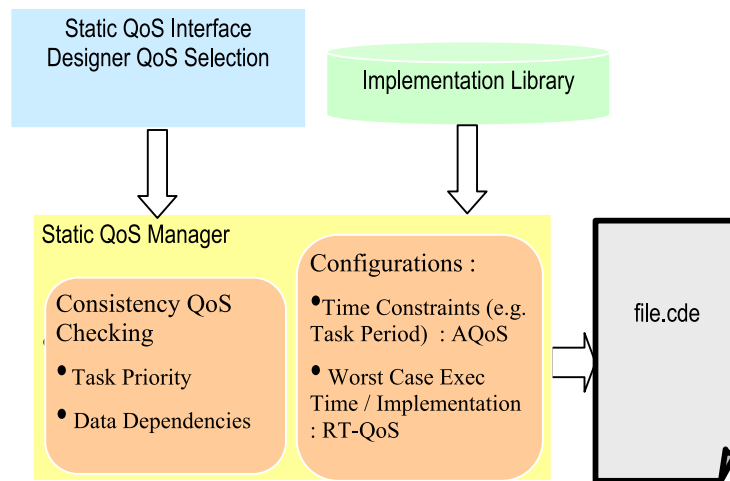 Static QoS Interface
Designer QoS Selection
Implementation Library
Static QoS Manager
Consistency QoS
Checking
• Task Priority
• Data Dependencies
Configurations :
•Time Constraints (e.g.
Task Period)  : AQoS
• Worst Case Exec
Time / Implementation
: RT-QoS
file.cde